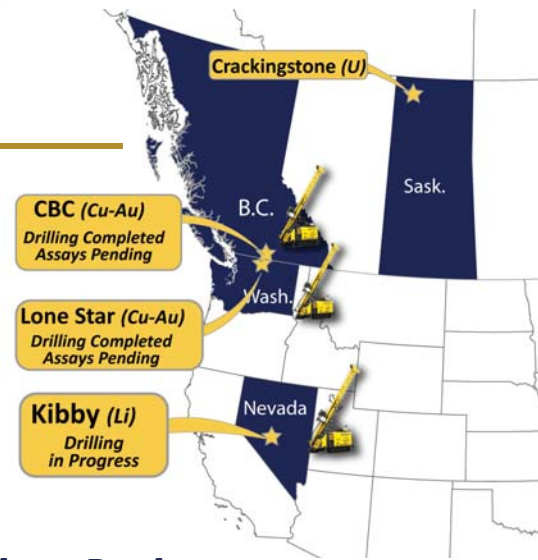 Crackingstone (U)
Sask.
CBC (Cu-Au)
Drilling Completed
Assays Pending
B.C.
Wash.
Lone Star (Cu-Au)
Drilling Completed
Assays Pending
Nevada
Kibby (Li)
Drilling
in Progress